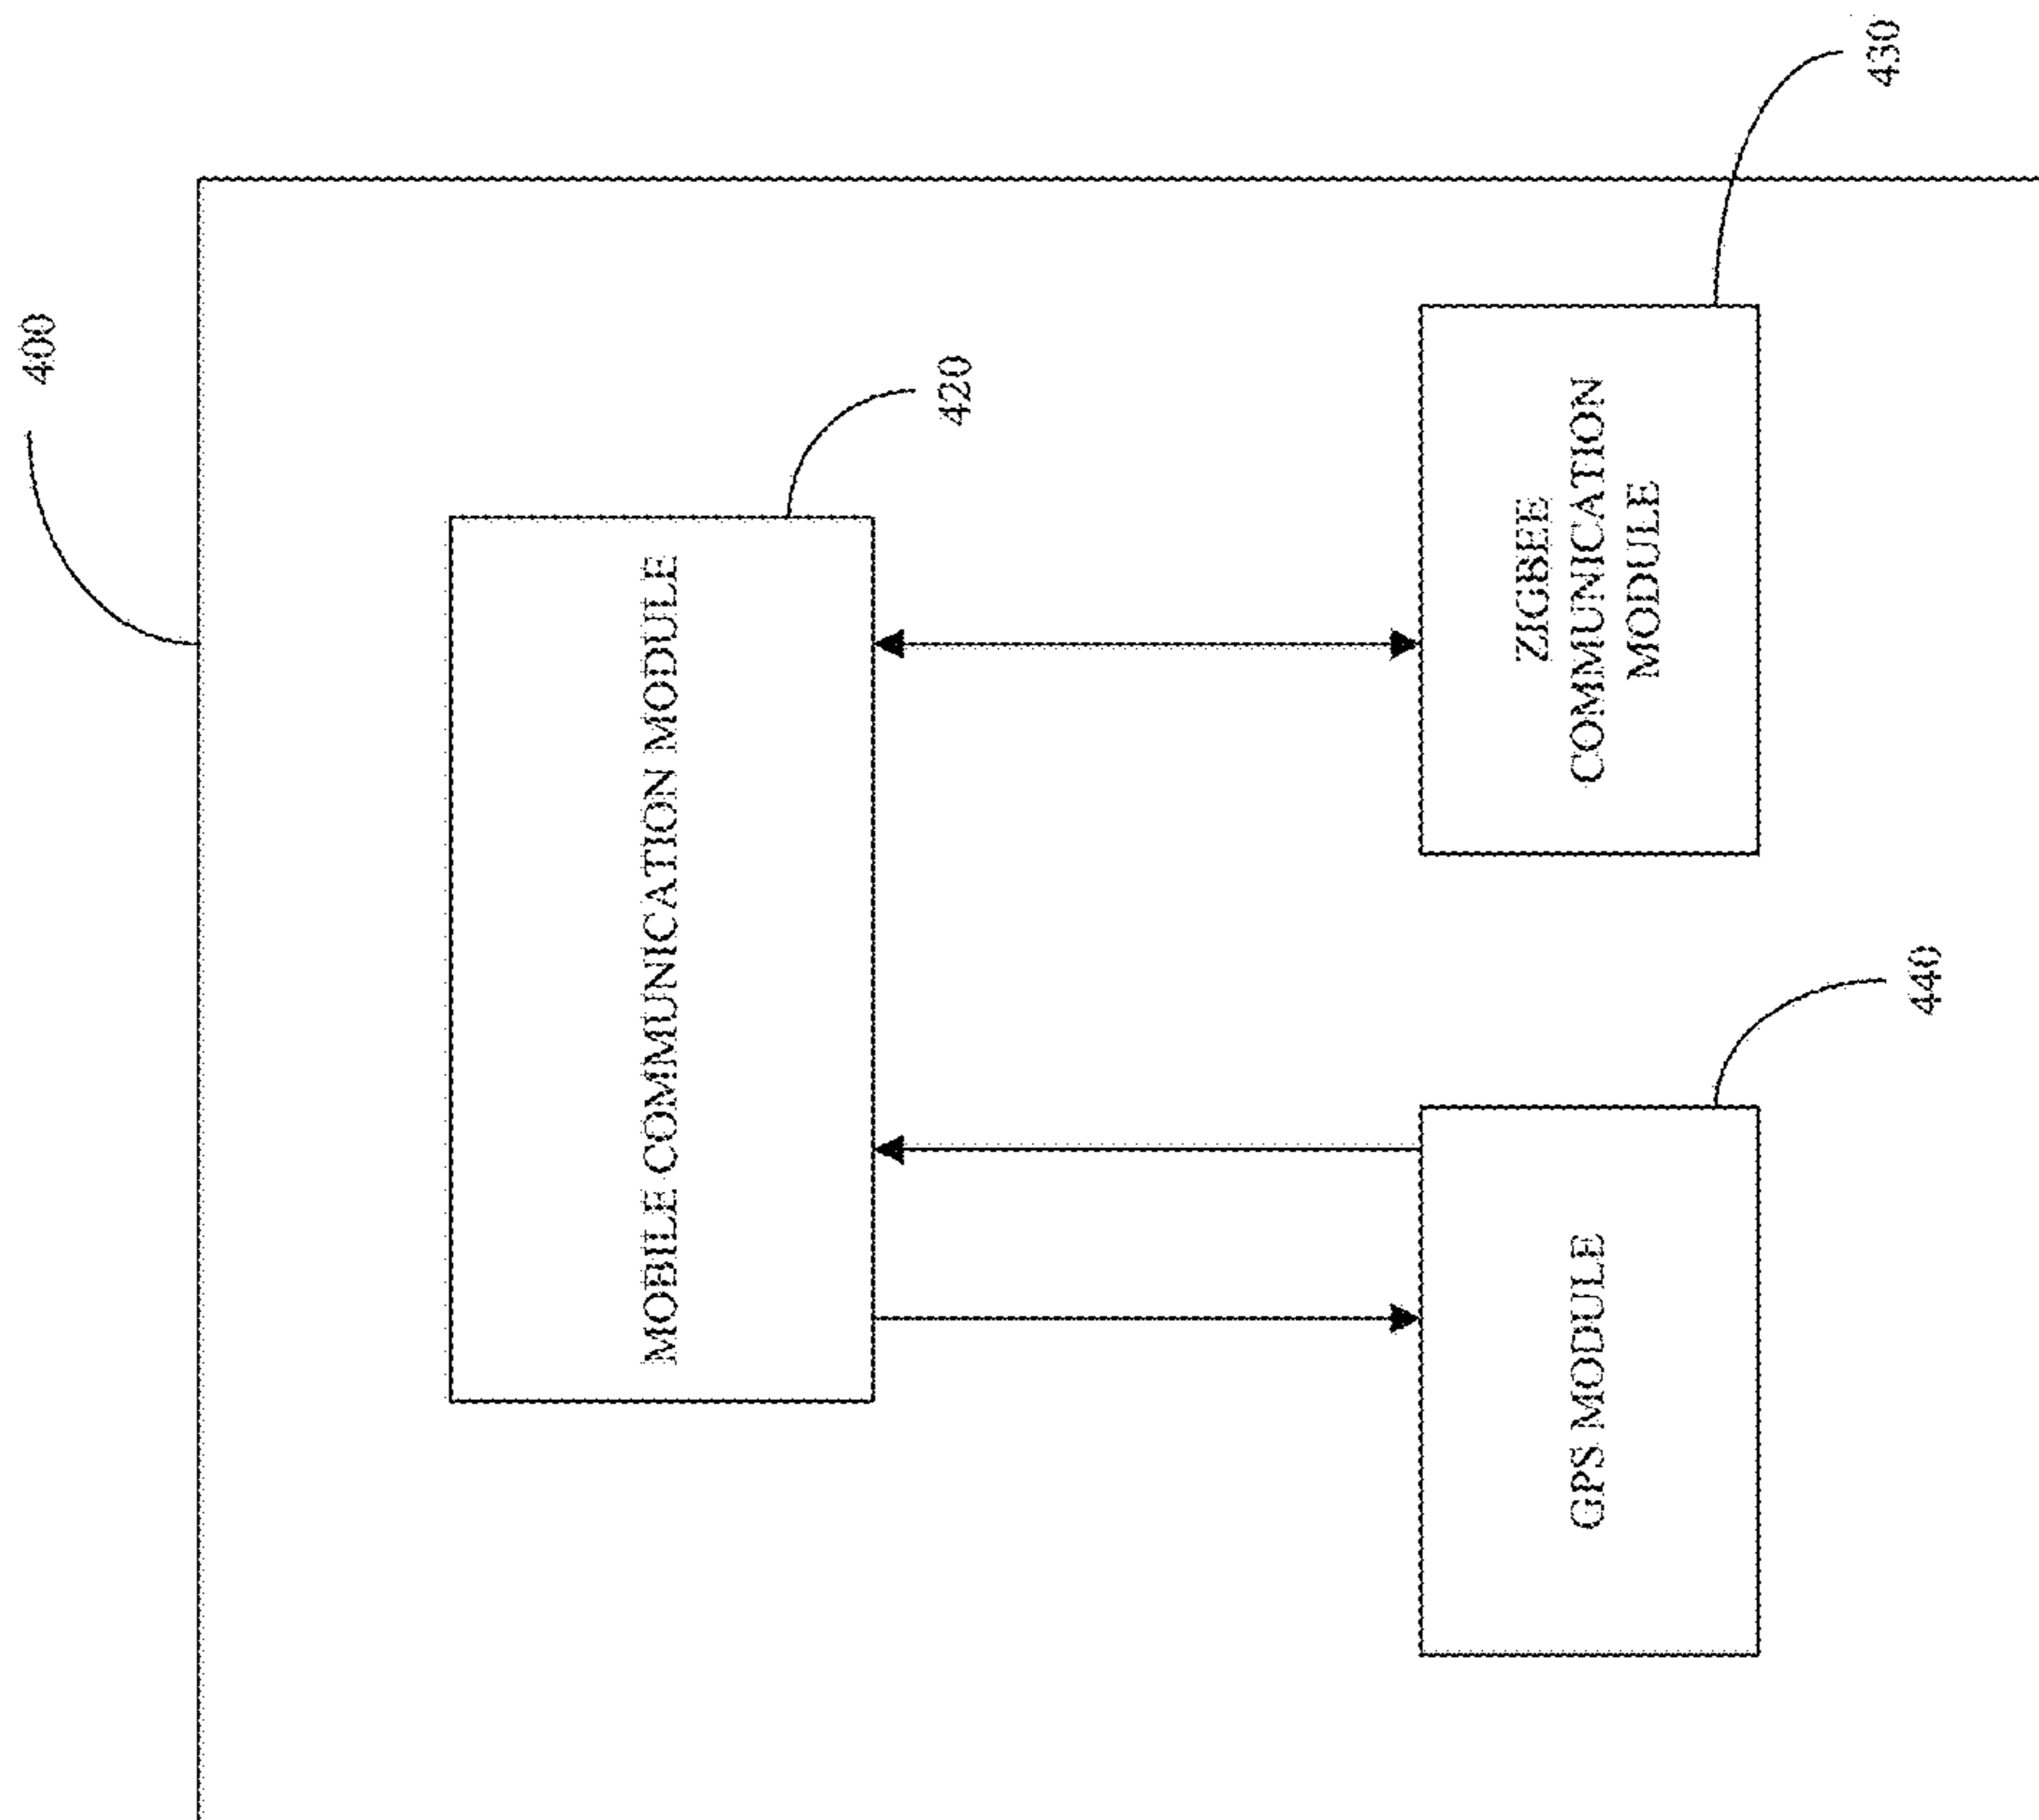 400
MOBILE COMMUNICATION MODULE
420
GPS MODULE
440
ZIGBEE
COMMUNICATION
MODULE
430